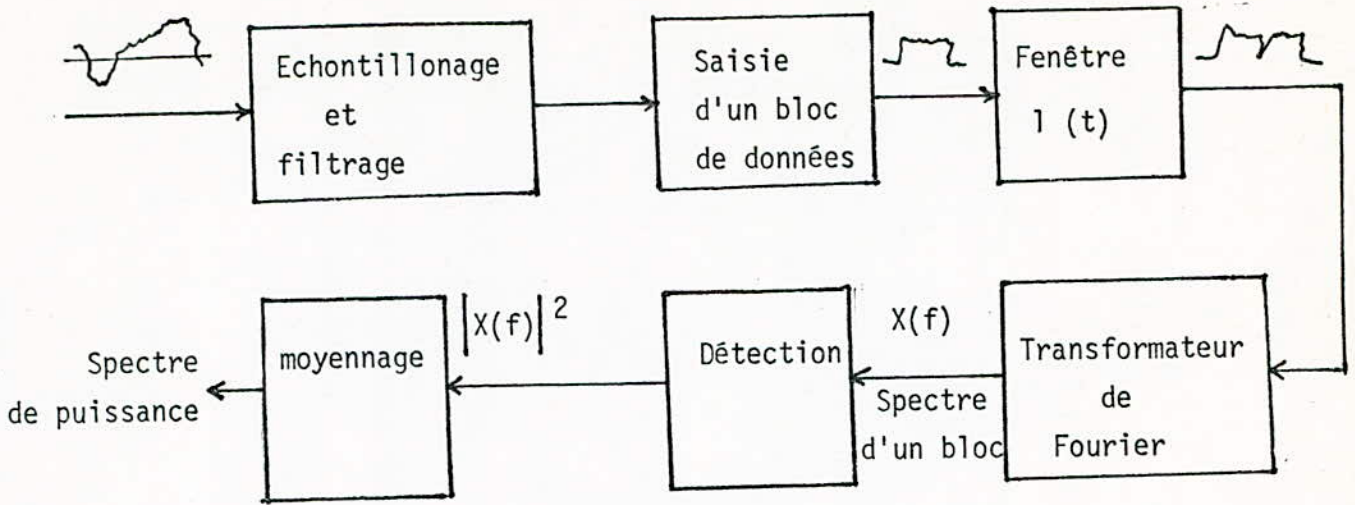 Echontillonage
et
filtrage
Saisie
d'un bloc
de données
Fenêtre
l (t)
Transformateur
de
Fourier
X(f)
Spectre
d'un bloc
Détection
|X(f)| 2
moyennage
Spectre
de puissance